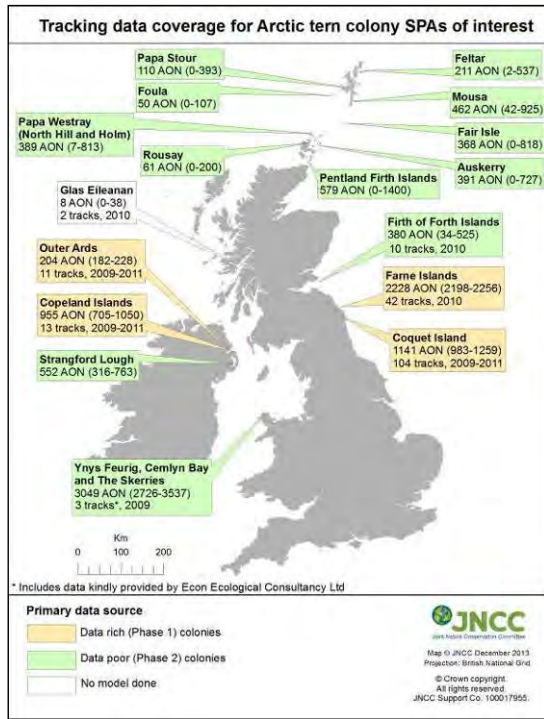 Tracking data coverage for Arctic tern colony SPAs of interest
Papa Stour
110 AON (0-393)
Feltar
211 AON (2-537)
Foula
50 AON (0-107)
Mousa
462 AON (42-925)
Papa Westray
(North Hill and Holm)
389 AON (7-813)
Fair Isle
368 AON (0-818)
Rousay
61 AON (0-200)
Auskerry
391 AON (0-727)
Pentland Firth Islands
579 AON (0-1400)
Glas Eileanan
8 AON (0-38)
2 tracks, 2010
Firth of Forth Islands
380 AON (34-525)
10 tracks, 2010
Outer Ards
204 AON (182-228)
11 tracks, 2009-2011
Farne Islands
2228 AON (2198-2256)
42 tracks, 2010
Copeland Islands
955 AON (705-1050)
13 tracks, 2009-2011
Coquet Island
1141 AON (983-1259)
104 tracks, 2009-2011
Strangford Lough
552 AON (316-763)
Ynys Feurig, Cemlyn Bay
and The Skerries
3049 AON (2726-3537)
3 tracks*, 2009
Km
0 50 100 200
* Includes data kindly provided by Econ Ecological Consultancy Ltd
Primary data source
Data rich (Phase 1) colonies
Data poor (Phase 2) colonies
No model done
JNCC
Joint Nature Conservation Committee
Map © JNCC December 2013
Projection: British National Grid
© Crown copyright.
All rights reserved.
JNCC Support Co. 100017955.